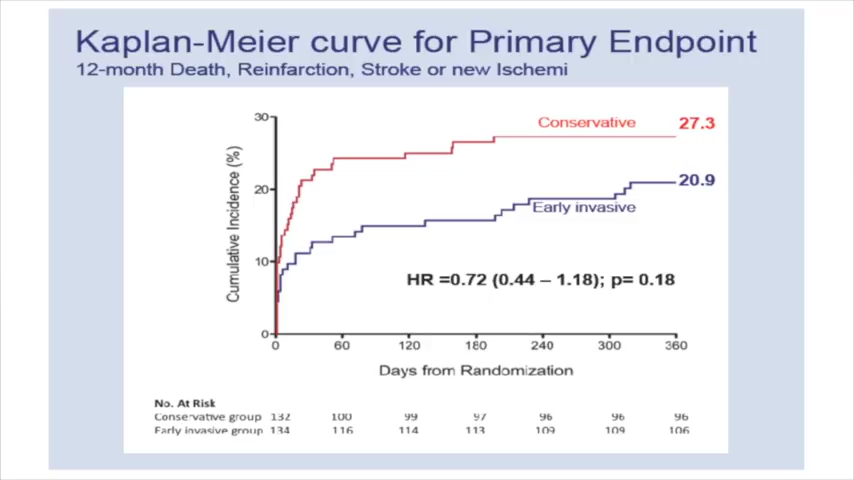 Kaplan-Meier curve for Primary Endpoint
12-month Death, Reinfarction, Stroke or new Ischemi
30
20
10
0
Cumulative Incidence (%)
Conservative 27.3
20.9
Early invasive
HR =0.72 (0.44 – 1.18); p= 0.18
0 60 120 180 240 300 360
Days from Randomization
No. At Risk
Conservative group 132 100 99 97 96 96 96
Early invasive group 134 116 114 113 109 109 106